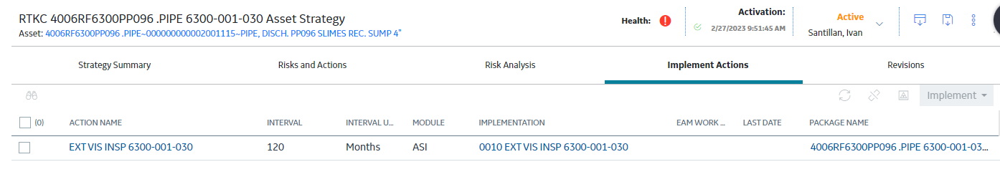 RTKC 4006RF6300PP096 .PIPE 6300-001-030 Asset Strategy
Asset: 4006RF6300PP096 .PIPE~000000000002001115~PIPE, DISCH. PP096 SLIMES REC. SUMP 4"
Health:
Activation:
2/27/2023 9:51:45 AM
Active
Santillan, Ivan
Strategy Summary Risks and Actions Risk Analysis Implement Actions Revisions
Implement
(0) ACTION NAME INTERVAL INTERVAL U... MODULE IMPLEMENTATION EAM WORK ... LAST DATE PACKAGE NAME
EXT VIS INSP 6300-001-030 120 Months ASI 0010 EXT VIS INSP 6300-001-030 4006RF6300PP096 .PIPE 6300-001-03...